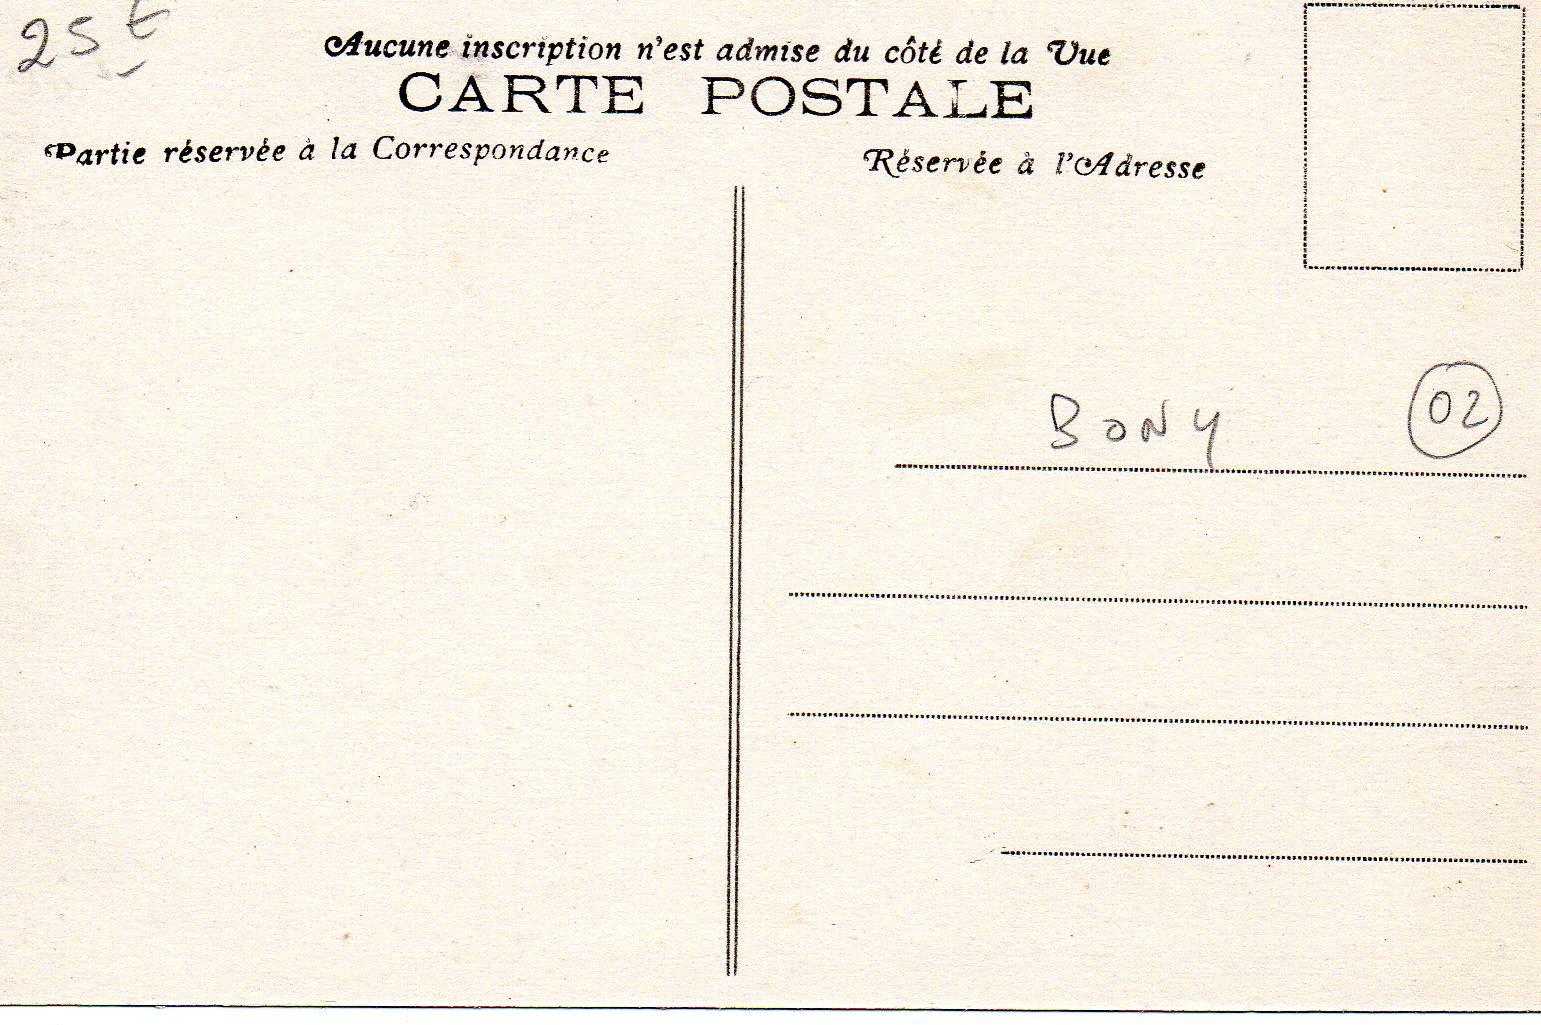 25 €
Aucune inscription n'est admise du côté de la Vue
CARTE POSTALE
Partie réservée à la Correspondance
Réservée à l'Adresse
BONY 02